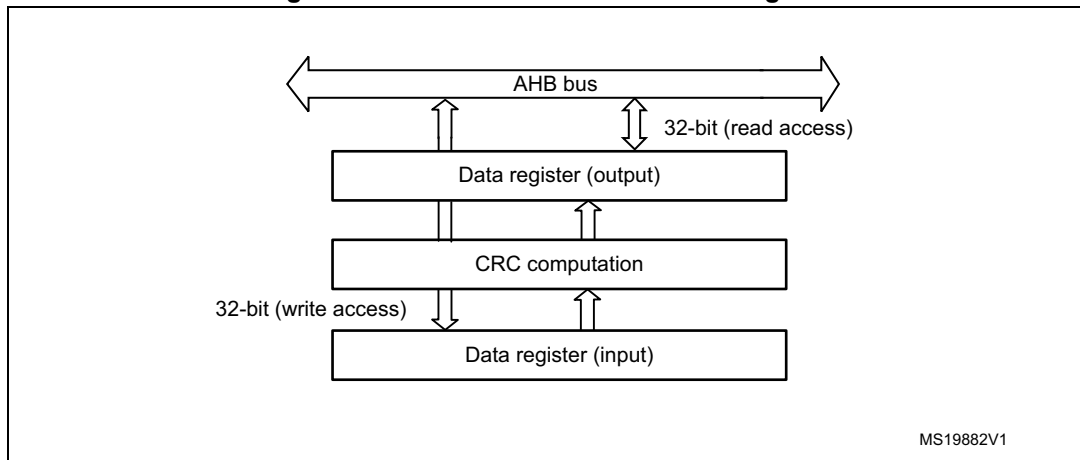 AHB bus
32-bit (read access)
Data register (output)
CRC computation
32-bit (write access)
Data register (input)
MS19882V1